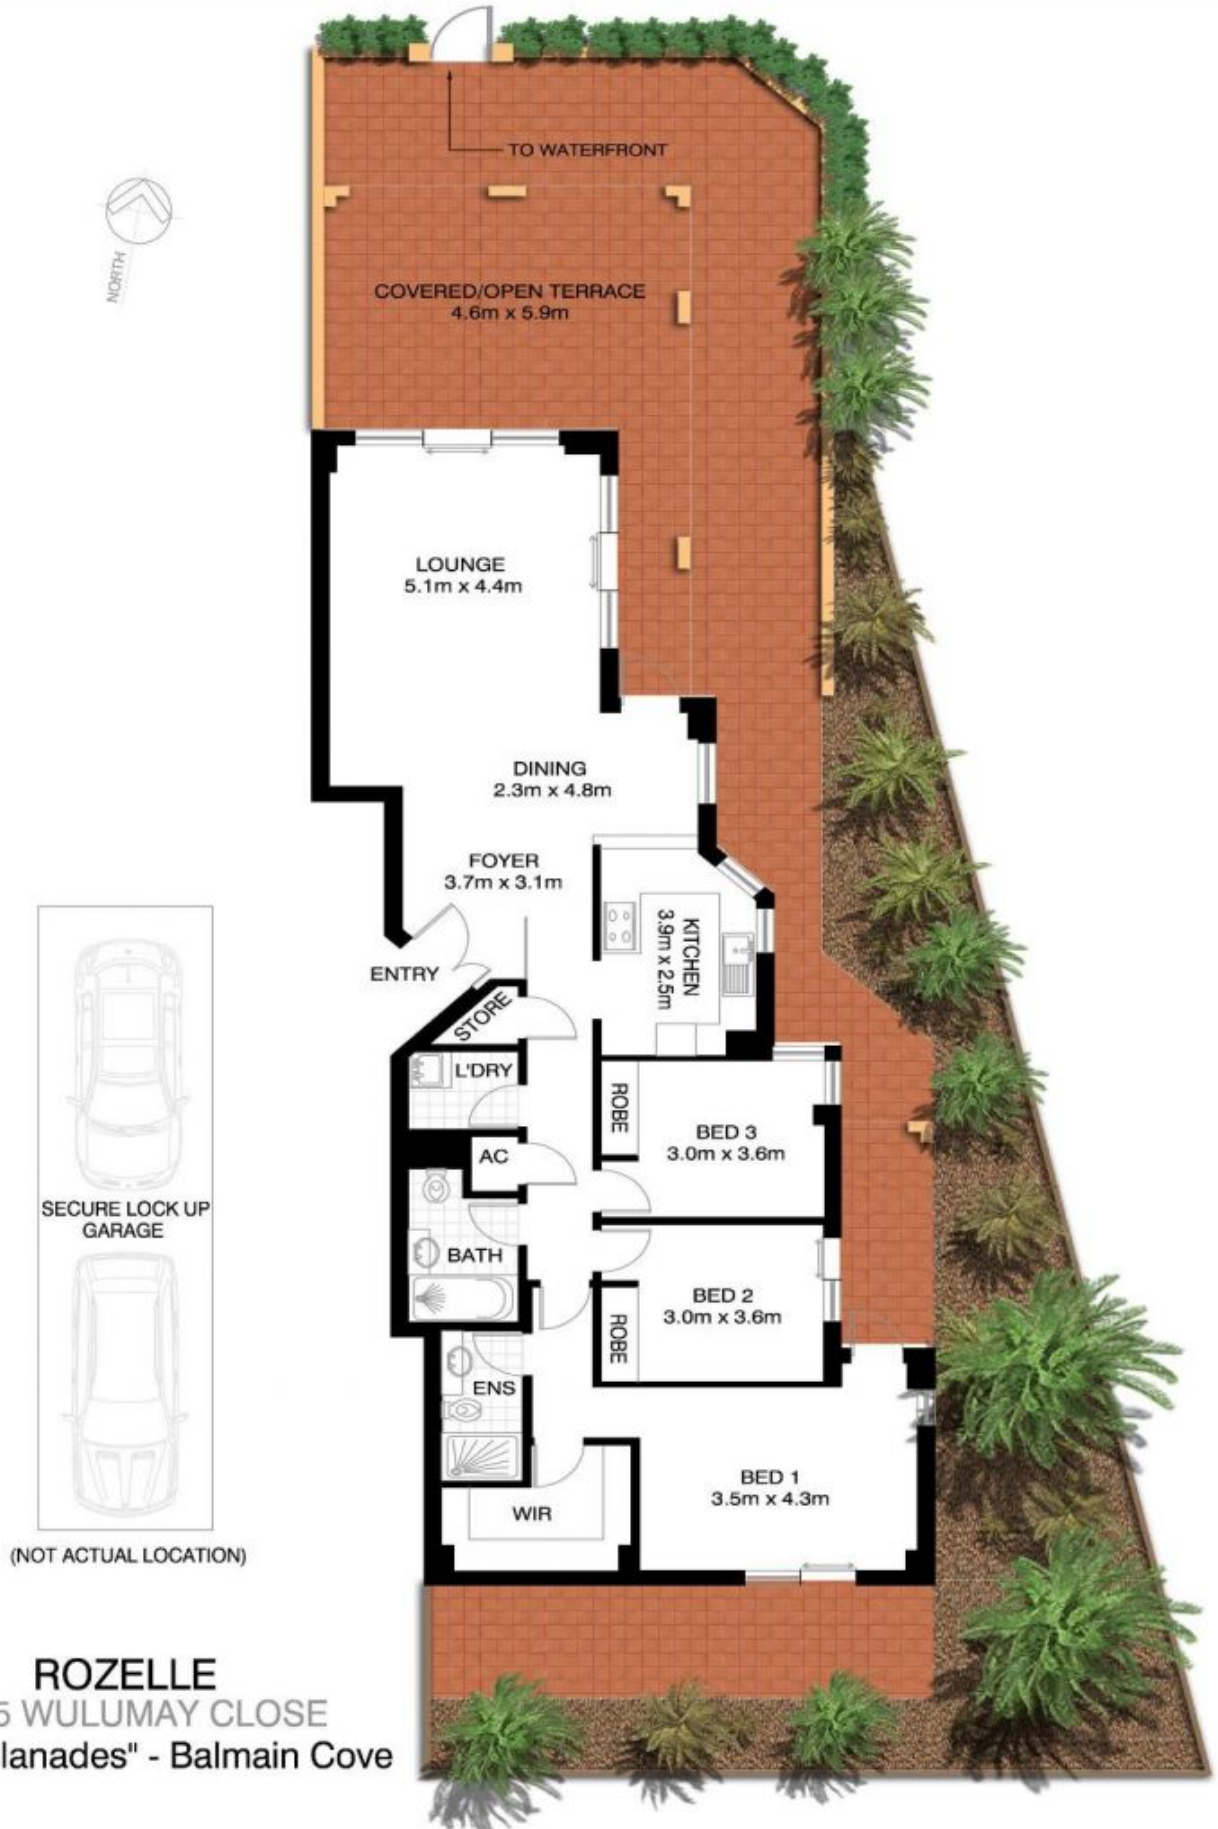 TO WATERFRONT
NORTH
COVERED/OPEN TERRACE
4.6m x 5.9m
LOUNGE
5.1m x 4.4m
DINING
2.3m x 4.8m
FOYER
3.7m x 3.1m
KITCHEN
3.9m x 2.5m
ENTRY
STORE
L'DRY
ROBE
BED 3
3.0m x 3.6m
AC
BATH
BED 2
3.0m x 3.6m
ROBE
ENS
BED 1
3.5m x 4.3m
WIR
SECURE LOCK UP
GARAGE
(NOT ACTUAL LOCATION)
ROZELLE
5 WULUMAY CLOSE
lanades" - Balmain Cove